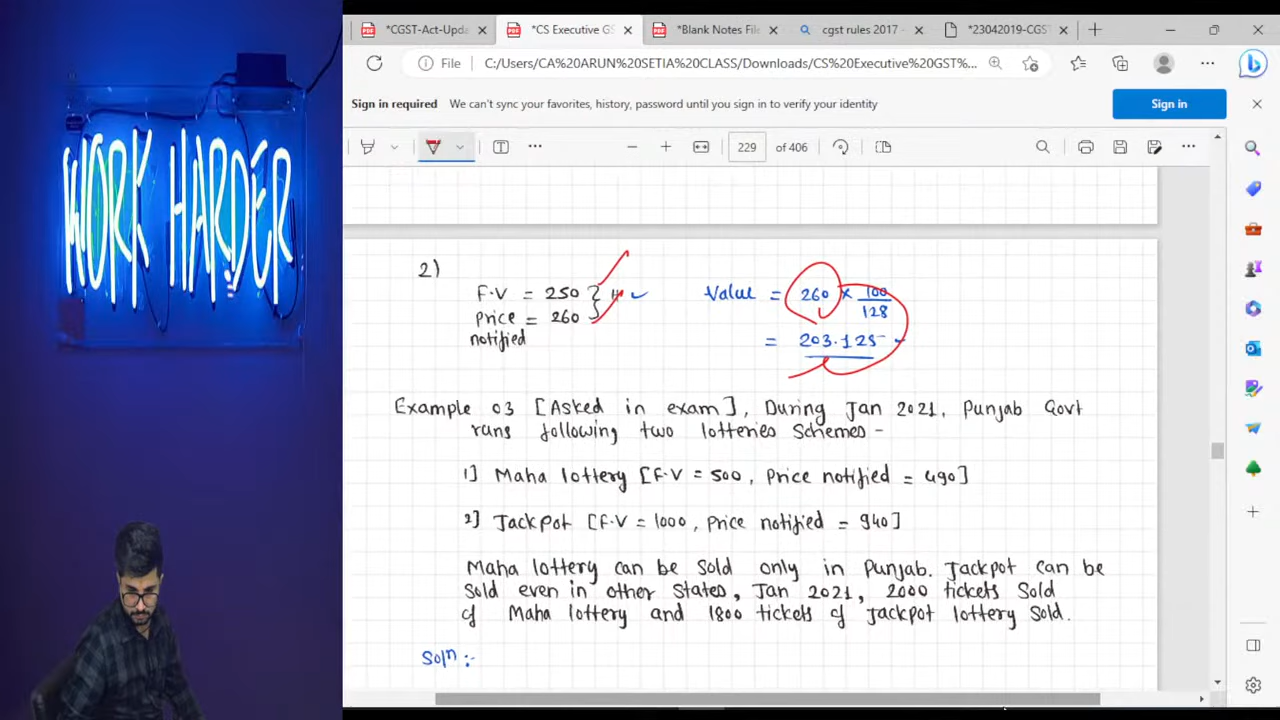 WORK HARDER
*CGST-Act-Upda
*CS Executive GS
*Blank Notes File
cgst rules 2017 -
*23042019-CGST
File
C:/Users/CA%20ARUN%20SETIA%20CLASS/Downloads/CS%20Executive%20GST%...
Sign in required We can't sync your favorites, history, password until you sign in to verify your identity
Sign in
229 of 406
2)
F.V = 250
Price = 260
notified
Value = 260 × 100
128
= 203.125
Example 03 [Asked in exam], During Jan 2021, Punjab Govt
runs following two lotteries Schemes -
1] Maha lottery [F.V = 500, Price notified = 490]
2] Jackpot [F.V = 1000, Price notified = 940]
Maha lottery can be sold only in Punjab. Jackpot can be
sold even in other states, Jan 2021, 2000 tickets sold
of Maha lottery and 1800 tickets of Jackpot lottery sold.
Soln :-